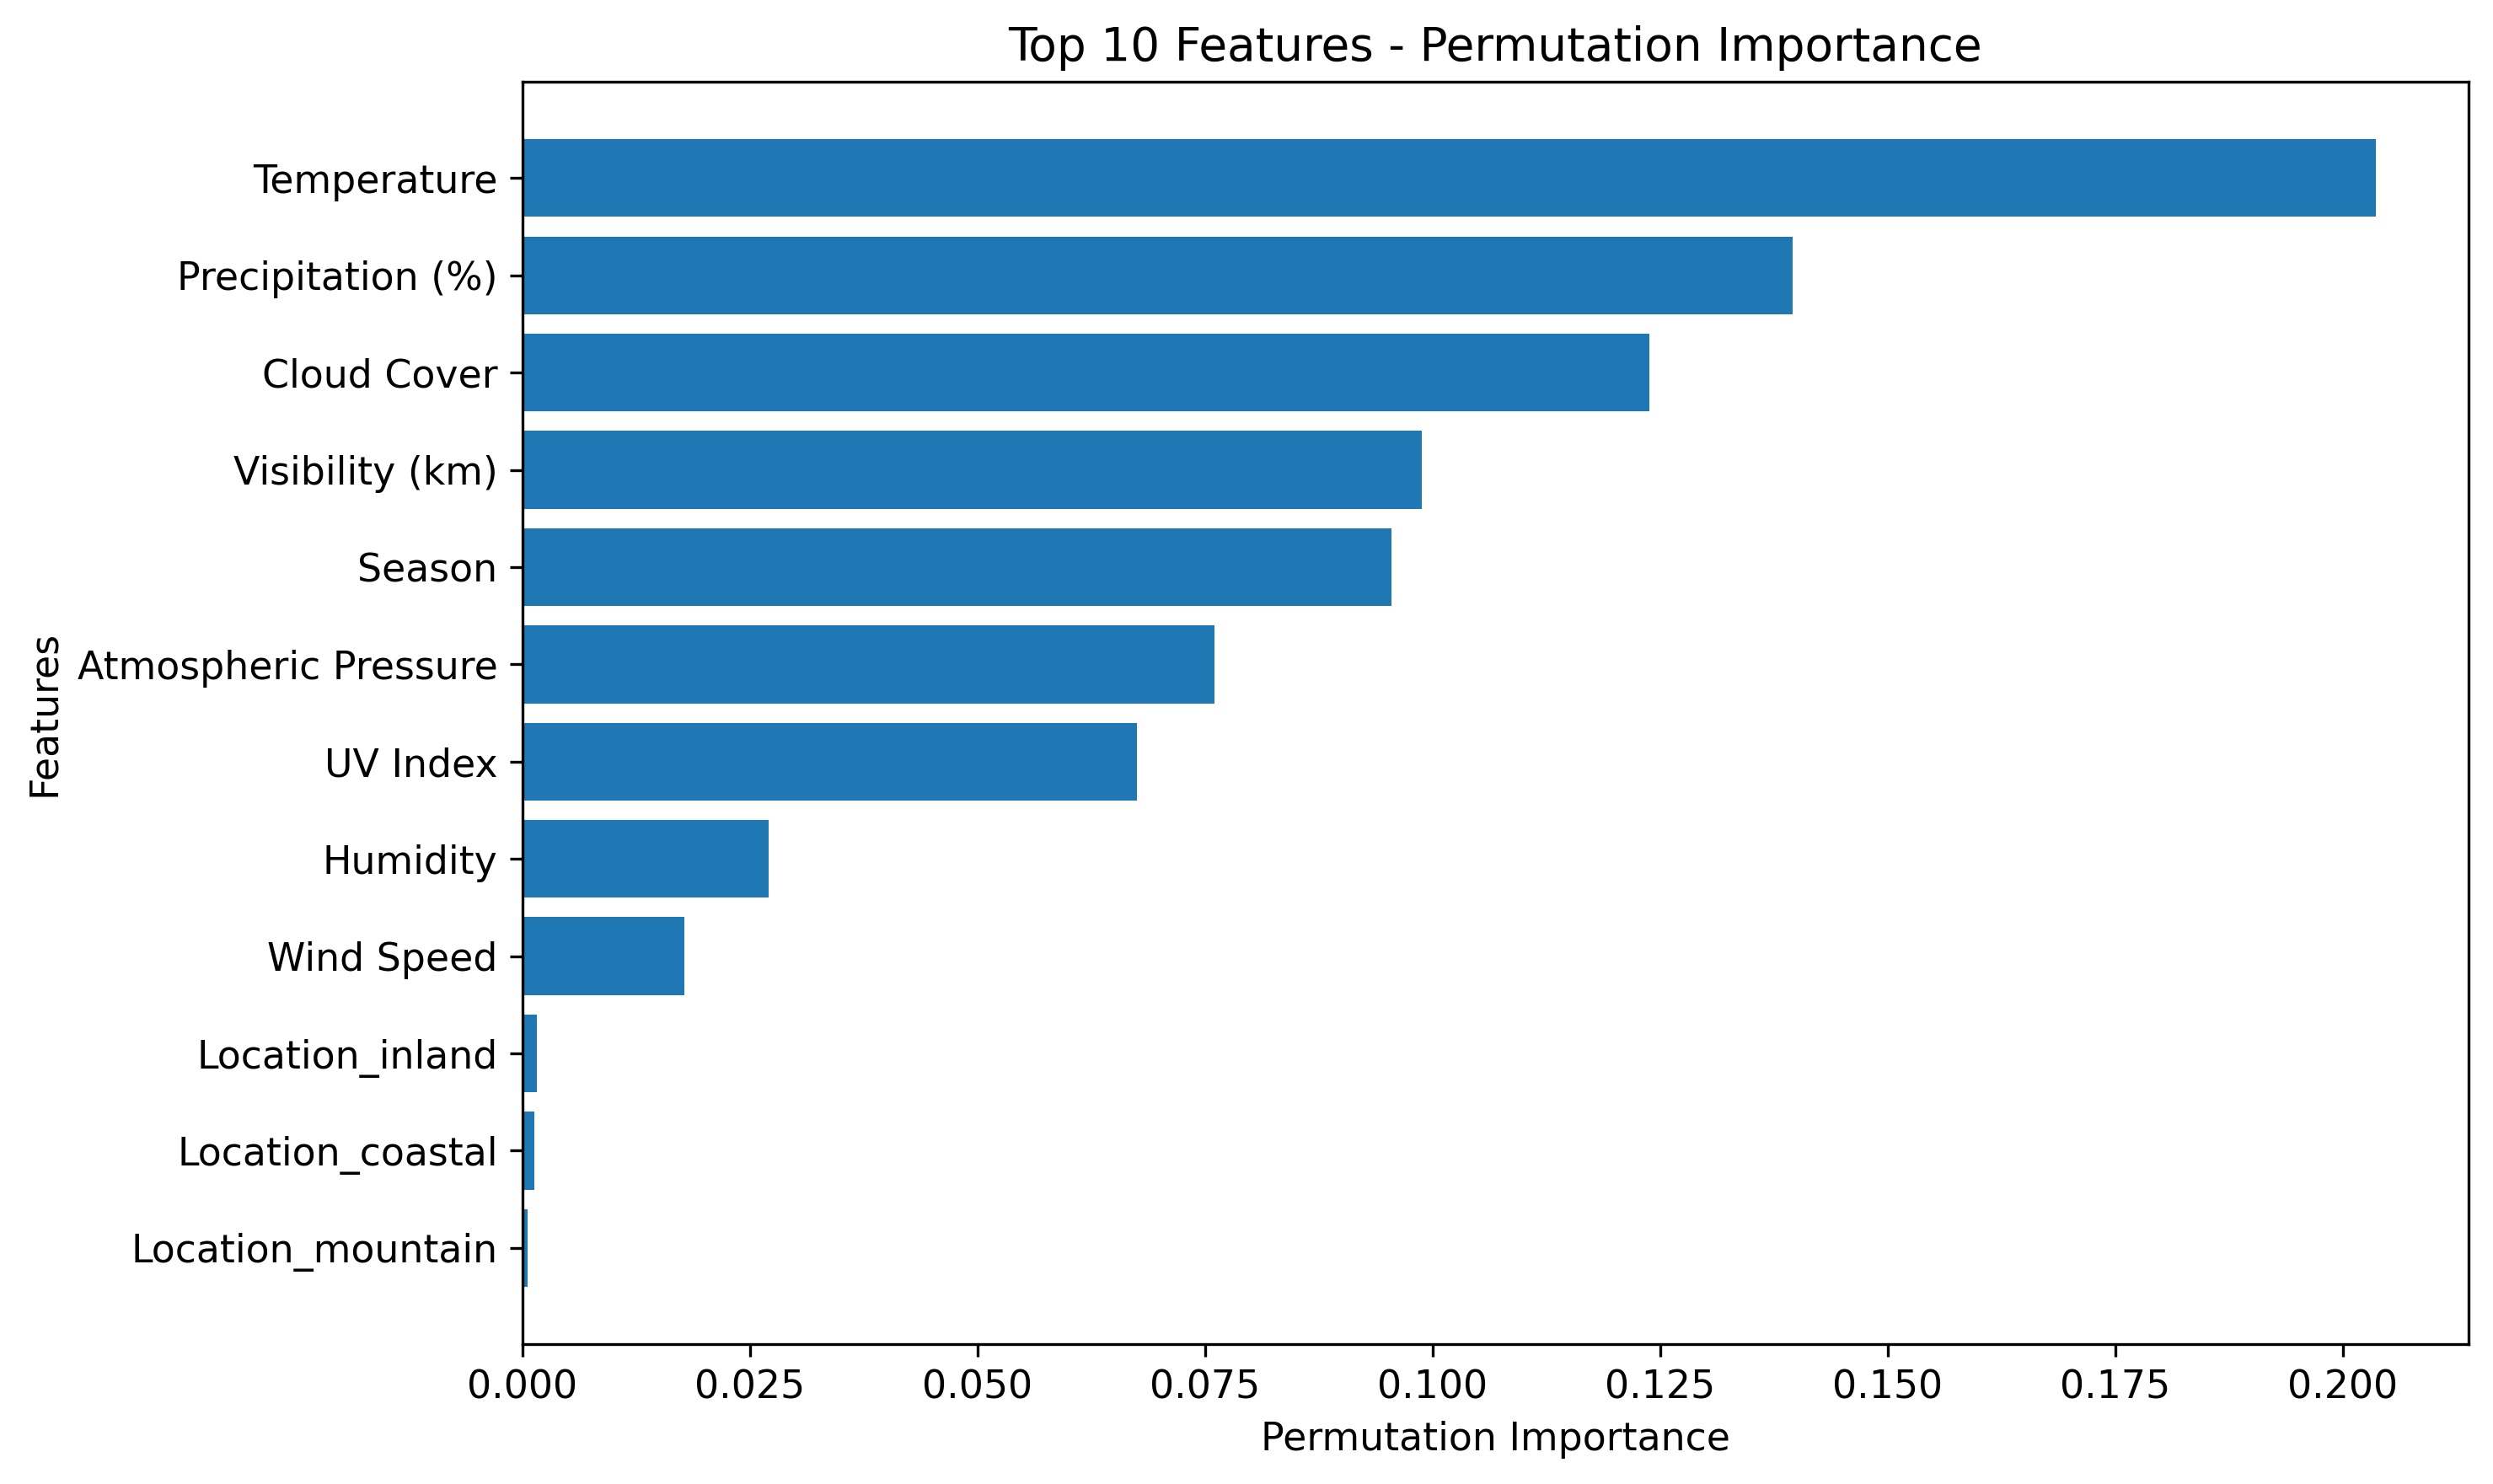 Top 10 Features - Permutation Importance
Features
Temperature
Precipitation (%)
Cloud Cover
Visibility (km)
Season
Atmospheric Pressure
UV Index
Humidity
Wind Speed
Location_inland
Location_coastal
Location_mountain
0.000 0.025 0.050 0.075 0.100 0.125 0.150 0.175 0.200
Permutation Importance